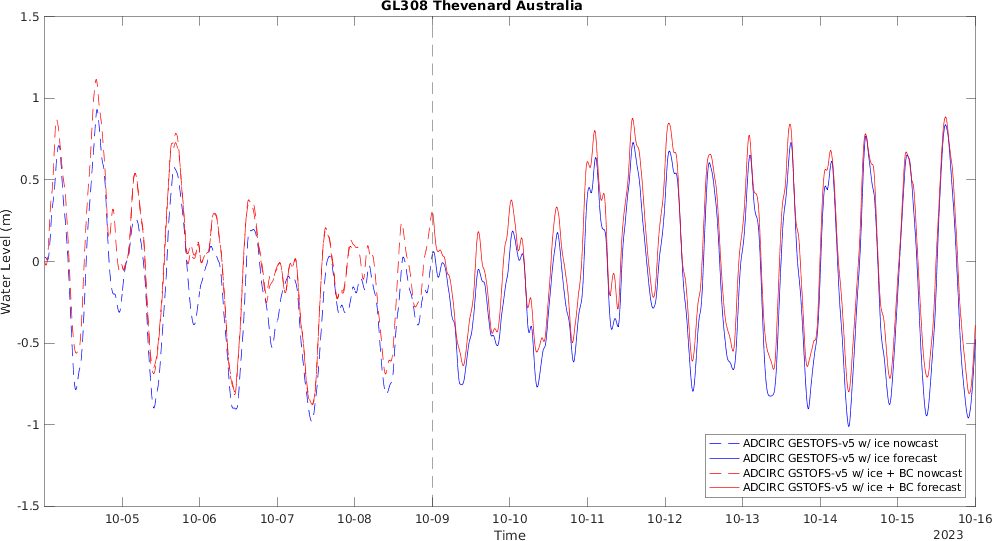 GL308 Thevenard Australia
1.5
1
0.5
0
-0.5
-1
-1.5
Water Level (m)
10-05 10-06 10-07 10-08 10-09 10-10 10-11 10-12 10-13 10-14 10-15 10-16
Time
2023
ADCIRC GESTOFS-v5 w/ ice nowcast
ADCIRC GESTOFS-v5 w/ ice forecast
ADCIRC GSTOFS-v5 w/ ice + BC nowcast
ADCIRC GSTOFS-v5 w/ ice + BC forecast